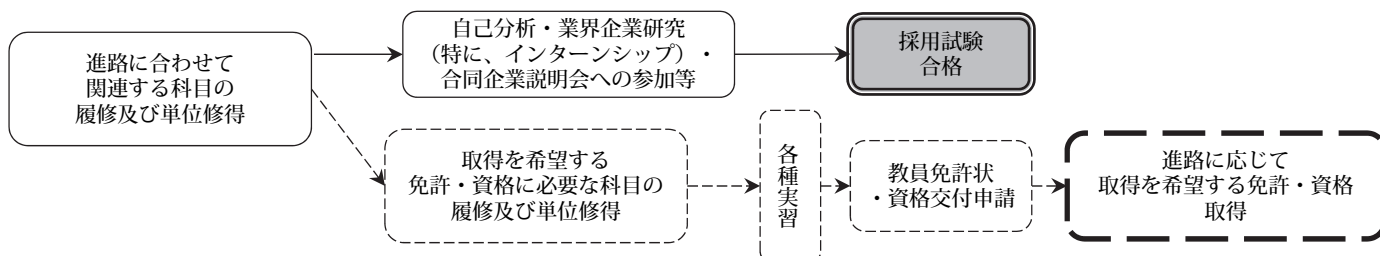 進路に合わせて
関連する科目の
履修及び単位修得
自己分析・業界企業研究
（特に、インターンシップ）・
合同企業説明会への参加等
採用試験
合格
取得を希望する
免許・資格に必要な科目の
履修及び単位修得
各種実習
教員免許状
・資格交付申請
進路に応じて
取得を希望する免許・資格
取得